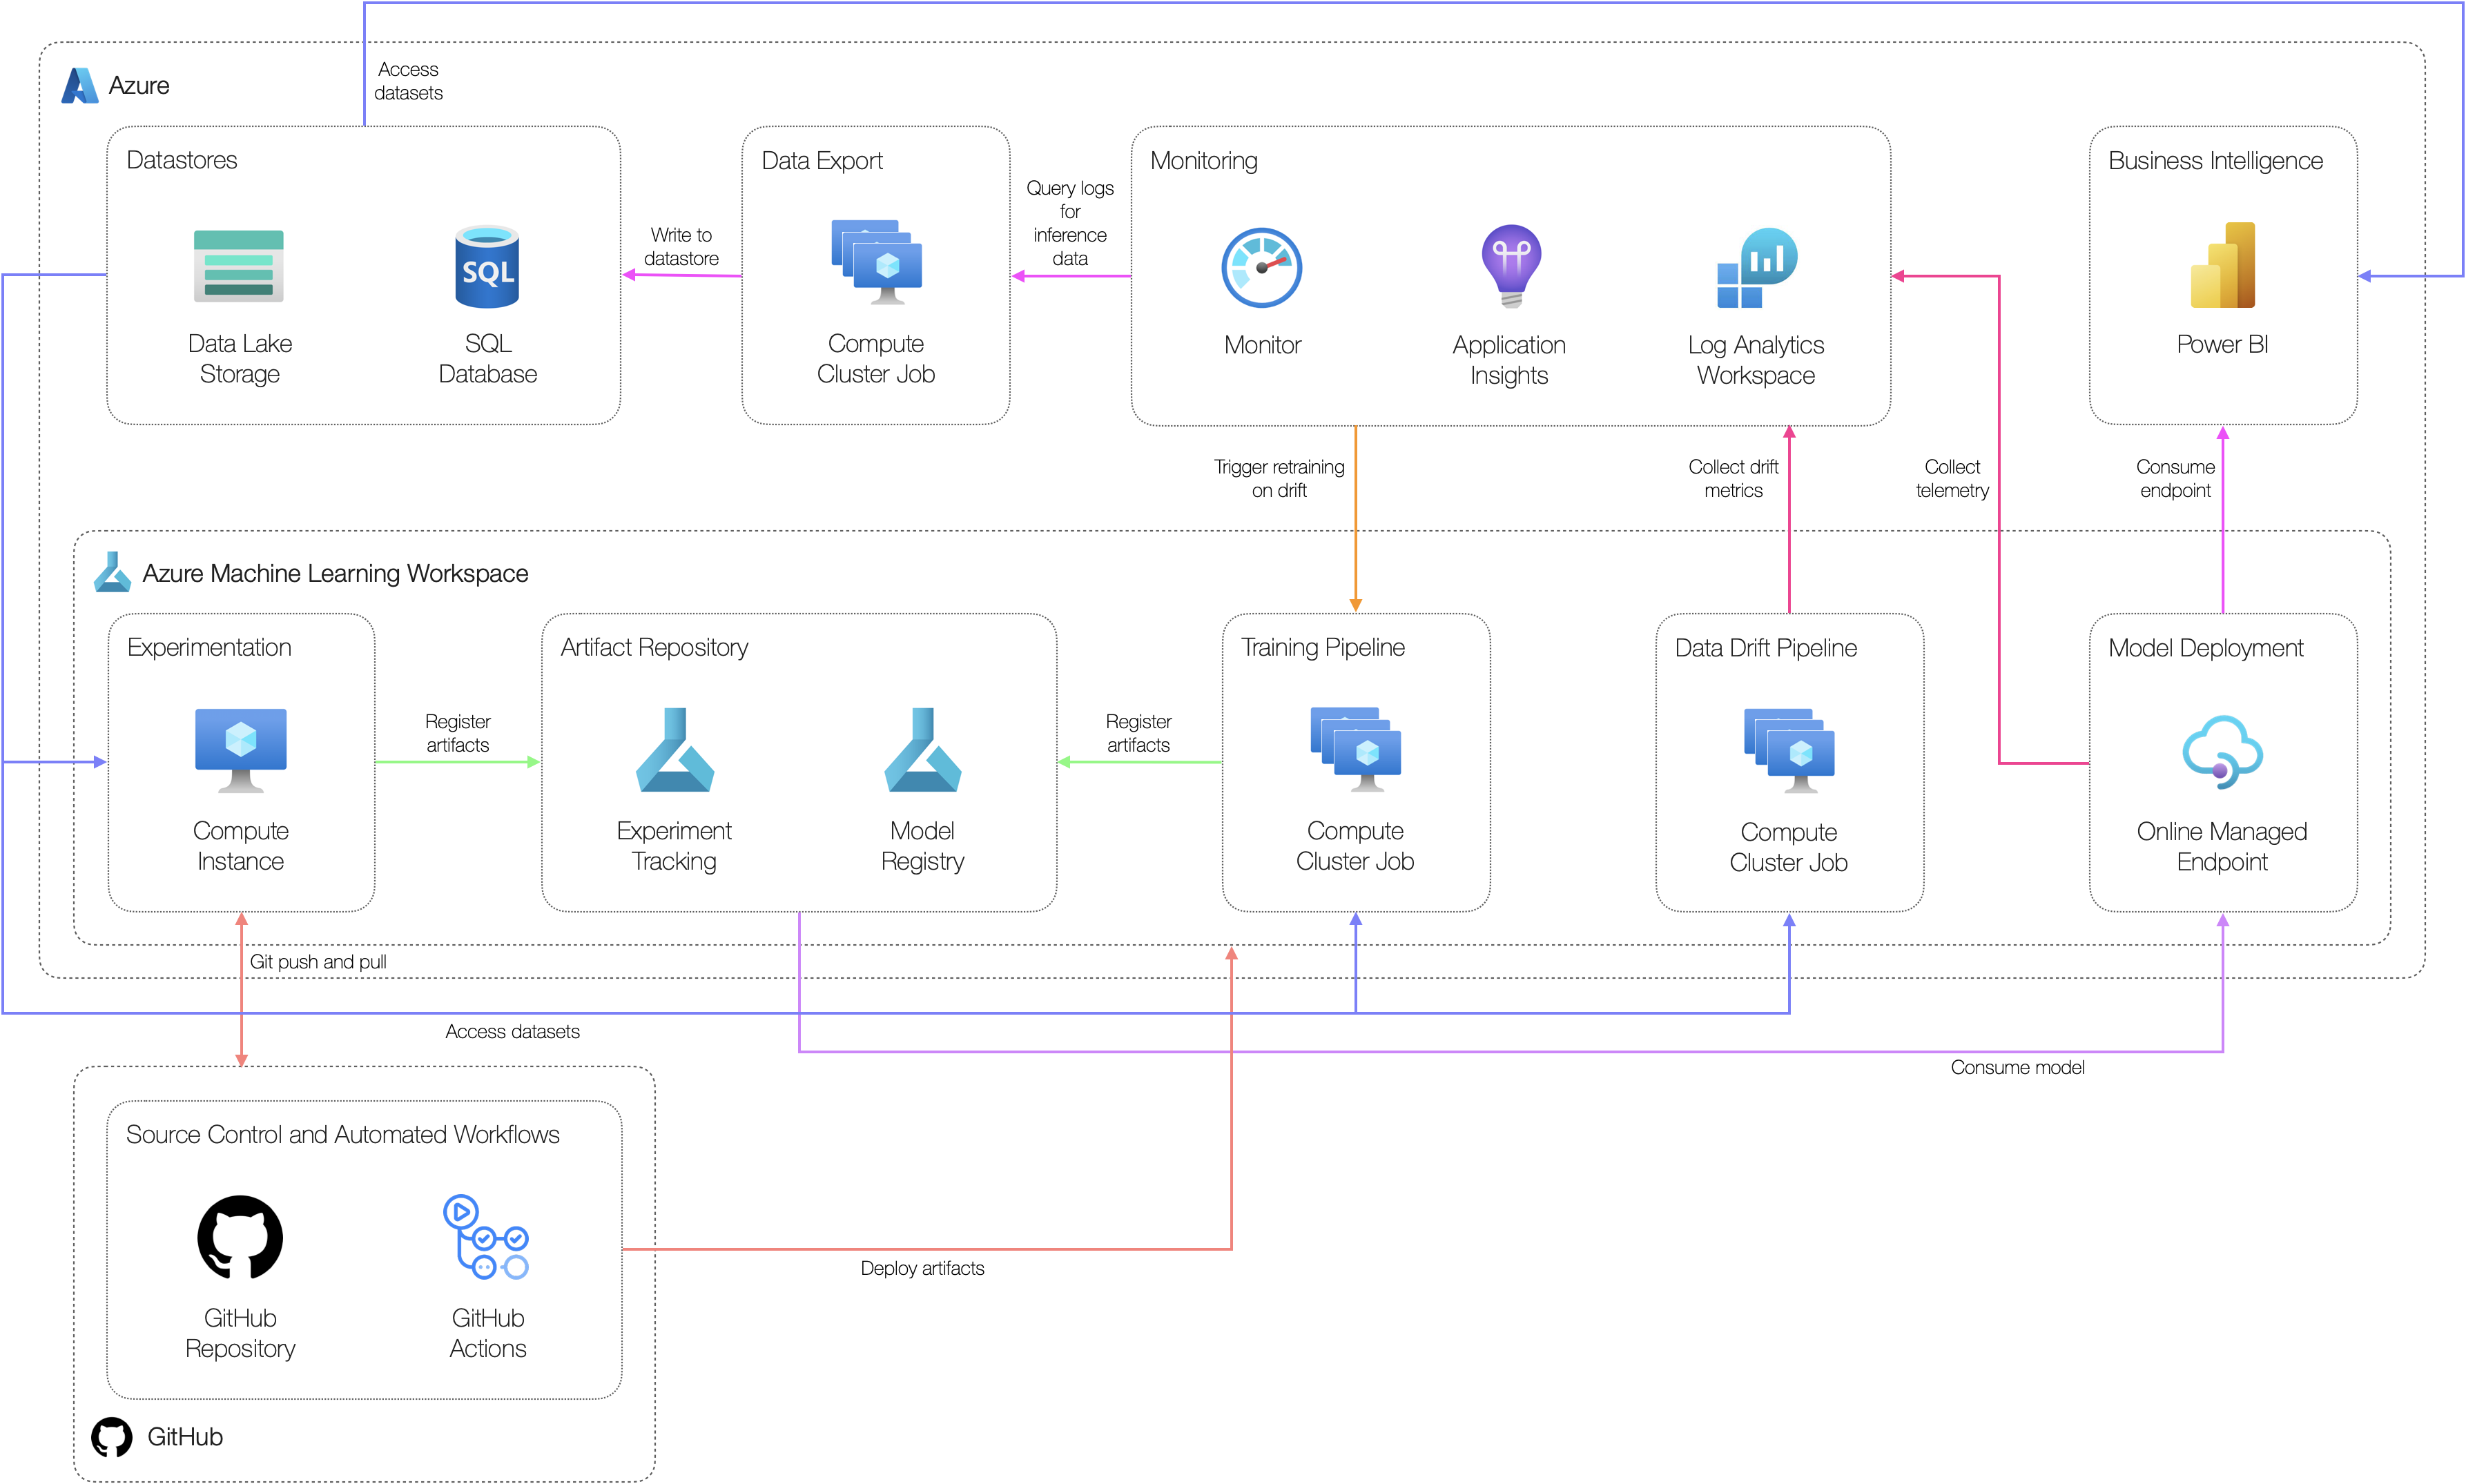 Access
datasets
Azure
Datastores
Data Lake
Storage
SQL
SQL
Database
Write to
datastore
Data Export
Compute
Cluster Job
Query logs
for
inference
data
Monitoring
Monitor
Application
Insights
Log Analytics
Workspace
Business Intelligence
Power BI
Trigger retraining
on drift
Collect drift
metrics
Collect
telemetry
Consume
endpoint
Azure Machine Learning Workspace
Experimentation
Compute
Instance
Register
artifacts
Artifact Repository
Experiment
Tracking
Model
Registry
Register
artifacts
Training Pipeline
Compute
Cluster Job
Data Drift Pipeline
Compute
Cluster Job
Model Deployment
Online Managed
Endpoint
Git push and pull
Access datasets
Consume model
Source Control and Automated Workflows
GitHub
Repository
GitHub
Actions
Deploy artifacts
GitHub